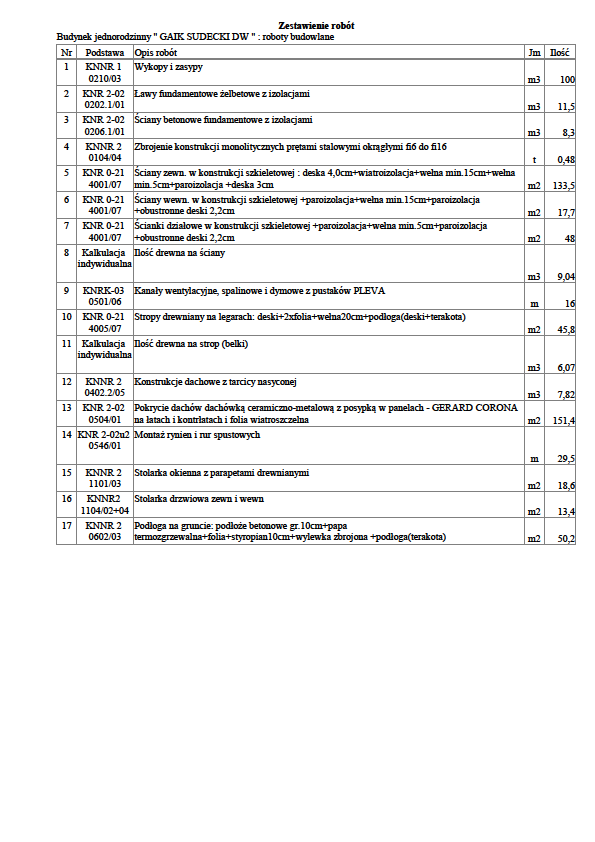 Zestawienie robót
Budynek jednorodzinny " GAIK SUDECKI DW " : roboty budowlane
Nr Podstawa Opis robót Jm Ilość
1 KNNR 1 Wykopy i zasypy
0210/03 m3 100
2 KNR 2-02 Ławy fundamentowe żelbetowe z izolacjami
0202.1/01 m3 11,5
3 KNR 2-02 Ściany betonowe fundamentowe z izolacjami
0206.1/01 m3 8,3
4 KNNR 2 Zbrojenie konstrukcji monolitycznych prętami stalowymi okrągłymi fi6 do fi16
0104/04 t 0,48
5 KNR 0-21 Ściany zewn. w konstrukcji szkieletowej : deska 4,0cm+wiatroizolacja+wełna min.15cm+wełna
4001/07 min.5cm+paroizolacja +deska 3cm m2 133,5
6 KNR 0-21 Ściany wewn. w konstrukcji szkieletowej +paroizolacja+wełna min.15cm+paroizolacja
4001/07 +obustronne deski 2,2cm m2 17,7
7 KNR 0-21 Ścianki działowe w konstrukcji szkieletowej +paroizolacja+wełna min.5cm+paroizolacja
4001/07 +obustronne deski 2,2cm m2 48
8 Kalkulacja Ilość drewna na ściany
indywidualna m3 9,04
9 KNRK-03 Kanały wentylacyjne, spalinowe i dymowe z pustaków PLEVA
0501/06 m 16
10 KNR 0-21 Stropy drewniany na legarach: deski+2xfolia+wełna20cm+podłoga(deski+terakota)
4005/07 m2 45,8
11 Kalkulacja Ilość drewna na strop (belki)
indywidualna m3 6,07
12 KNNR 2 Konstrukcje dachowe z tarcicy nasyconej
0402.2/05 m3 7,82
13 KNR 2-02 Pokrycie dachów dachówką ceramiczno-metalową z posypką w panelach - GERARD CORONA
0504/01 na łatach i kontrłatach i folia wiatroszczelna m2 151,4
14 KNR 2-02u2 Montaż rynien i rur spustowych
0546/01 m 29,5
15 KNNR 2 Stolarka okienna z parapetami drewnianymi
1101/03 m2 18,6
16 KNNR2 Stolarka drzwiowa zewn i wewn
1104/02+04 m2 13,4
17 KNNR 2 Podłoga na gruncie: podłoże betonowe gr.10cm+papa
0602/03 termozgrzewalna+folia+styropian10cm+wylewka zbrojona +podłoga(terakota) m2 50,2